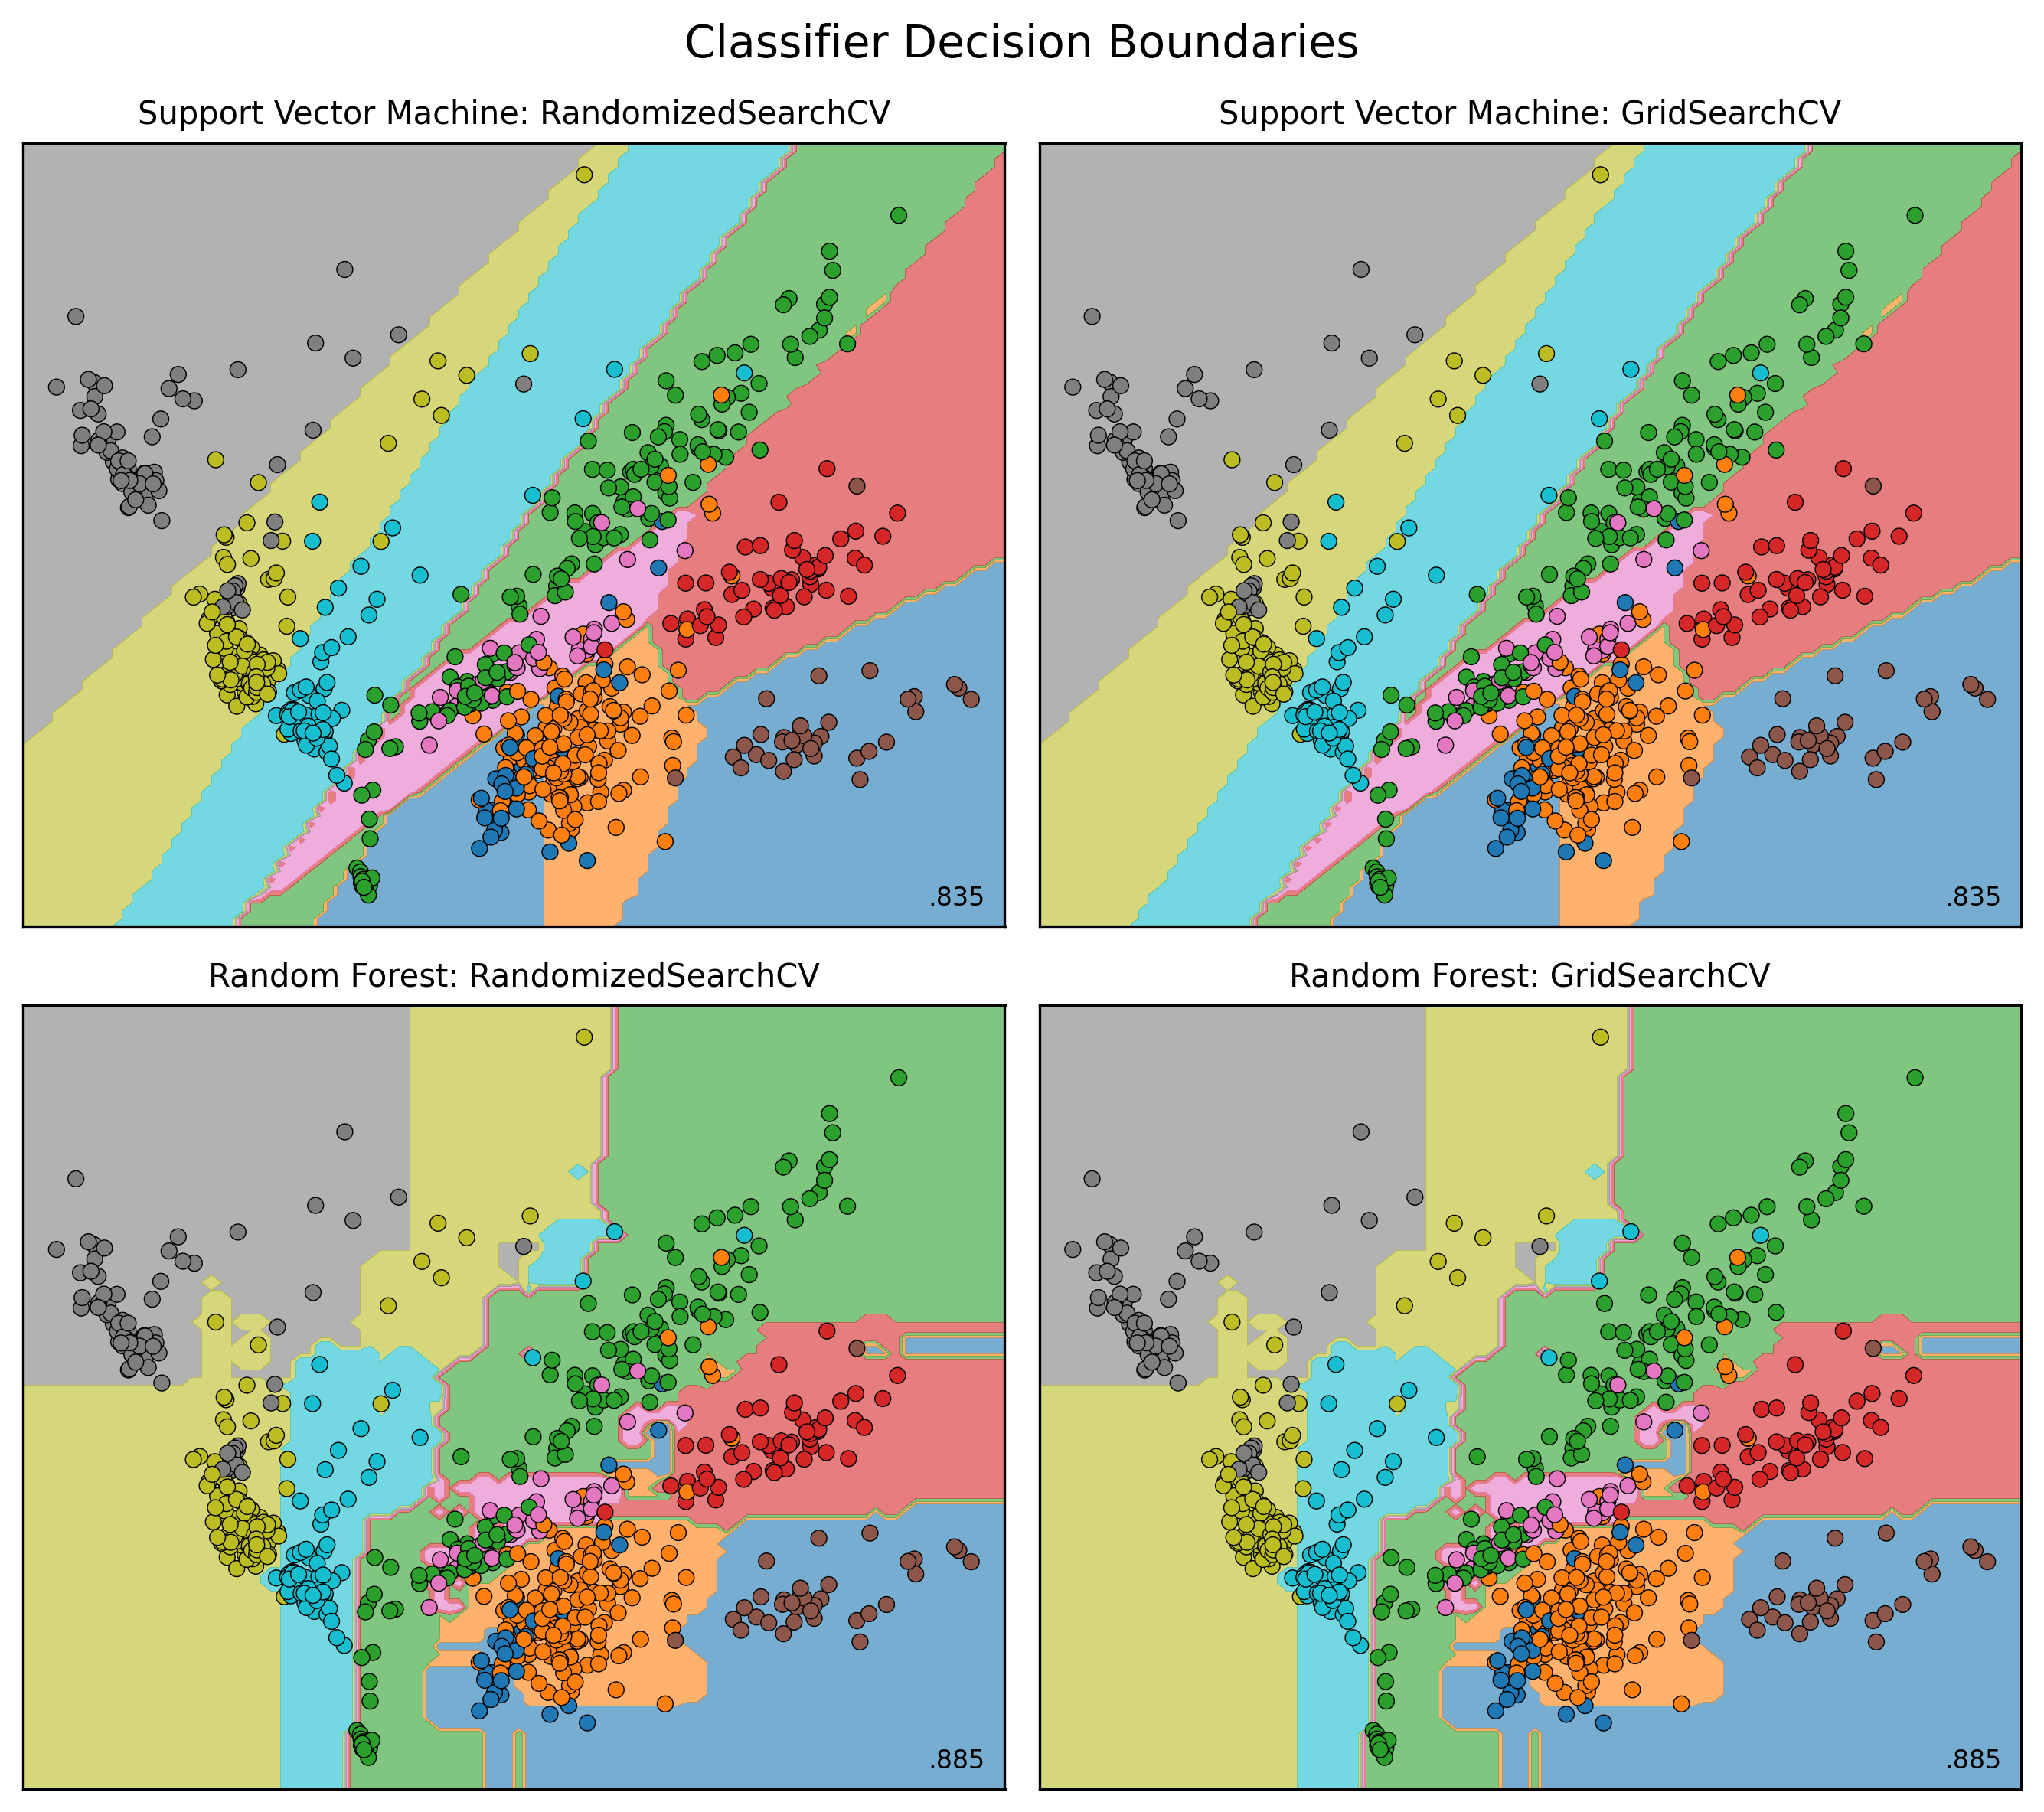 Classifier Decision Boundaries
Support Vector Machine: RandomizedSearchCV
Support Vector Machine: GridSearchCV
.835
.835
Random Forest: RandomizedSearchCV
Random Forest: GridSearchCV
.885
.885